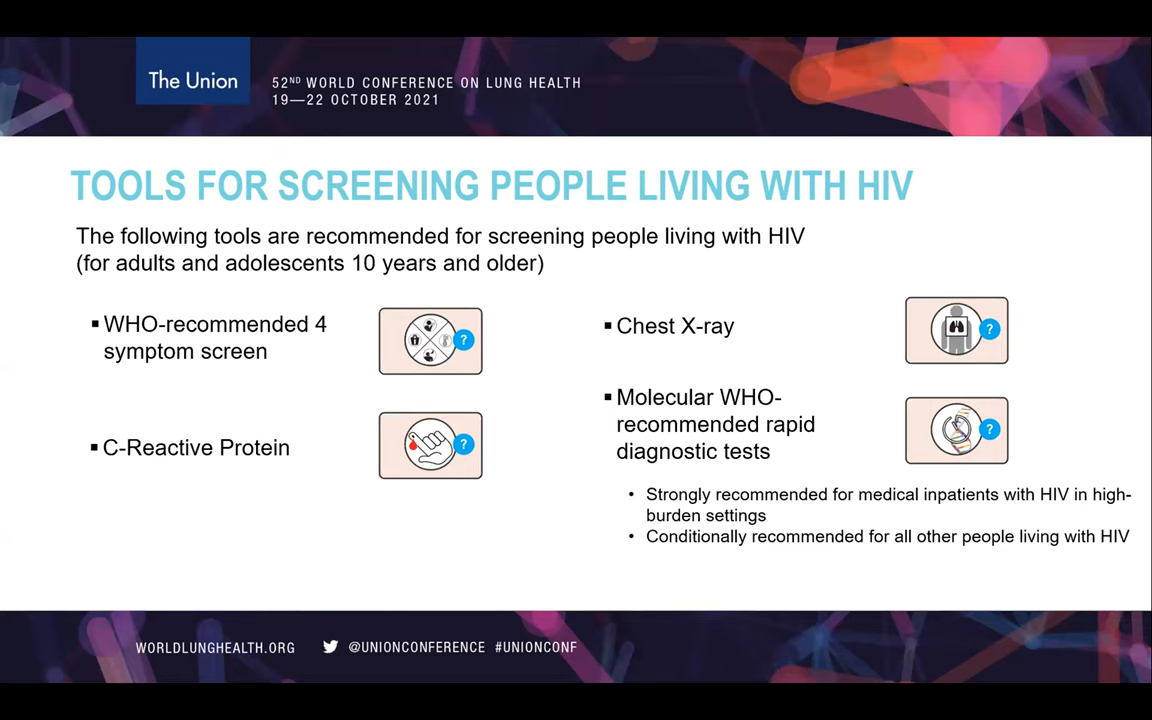 The Union
52ND WORLD CONFERENCE ON LUNG HEALTH
19—22 OCTOBER 2021
TOOLS FOR SCREENING PEOPLE LIVING WITH HIV
The following tools are recommended for screening people living with HIV
(for adults and adolescents 10 years and older)
▪ WHO-recommended 4
symptom screen
?
▪ C-Reactive Protein
?
▪ Chest X-ray
?
▪ Molecular WHO-
recommended rapid
diagnostic tests
?
• Strongly recommended for medical inpatients with HIV in high-
burden settings
• Conditionally recommended for all other people living with HIV
WORLDLUNGHEALTH.ORG
@UNIONCONFERENCE #UNIONCONF